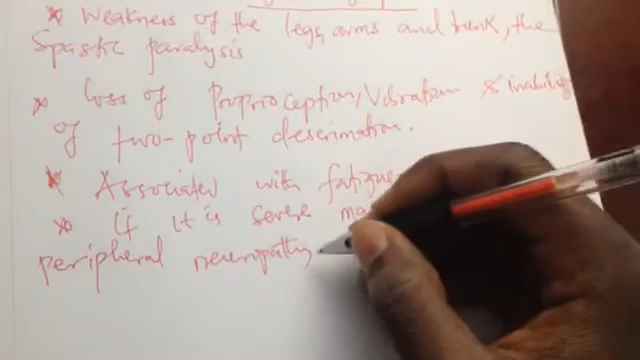 * Weakness of the legs, arms and trunk, the
Spastic paralysis
* Loss of Proprioception/Vibration & inability
of two-point descrimation.
* Associated with fatigue
* If it is severe
peripheral neuropathy